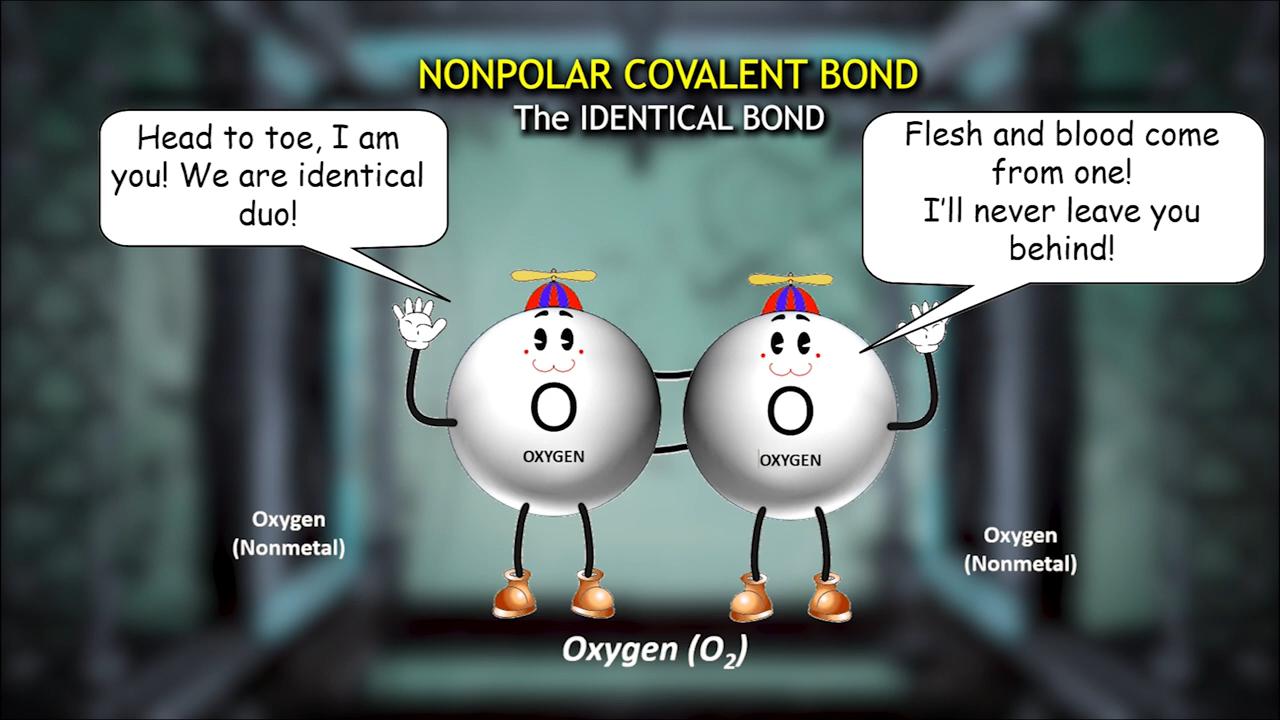 NONPOLAR COVALENT BOND
The IDENTICAL BOND
Head to toe, I am
you! We are identical
duo!
Flesh and blood come
from one!
I'll never leave you
behind!
O
OXYGEN
O
OXYGEN
Oxygen
(Nonmetal)
Oxygen
(Nonmetal)
Oxygen (O₂)